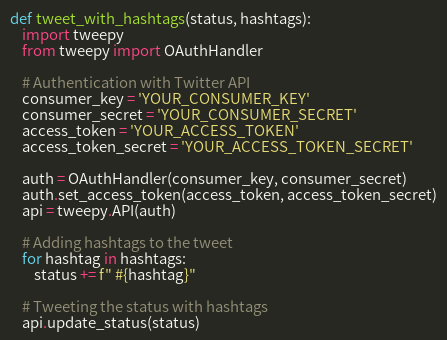 def tweet_with_hashtags(status, hashtags):
    import tweepy
    from tweepy import OAuthHandler

    # Authentication with Twitter API
    consumer_key = 'YOUR_CONSUMER_KEY'
    consumer_secret = 'YOUR_CONSUMER_SECRET'
    access_token = 'YOUR_ACCESS_TOKEN'
    access_token_secret = 'YOUR_ACCESS_TOKEN_SECRET'

    auth = OAuthHandler(consumer_key, consumer_secret)
    auth.set_access_token(access_token, access_token_secret)
    api = tweepy.API(auth)

    # Adding hashtags to the tweet
    for hashtag in hashtags:
        status += f" #{hashtag}"

    # Tweeting the status with hashtags
    api.update_status(status)